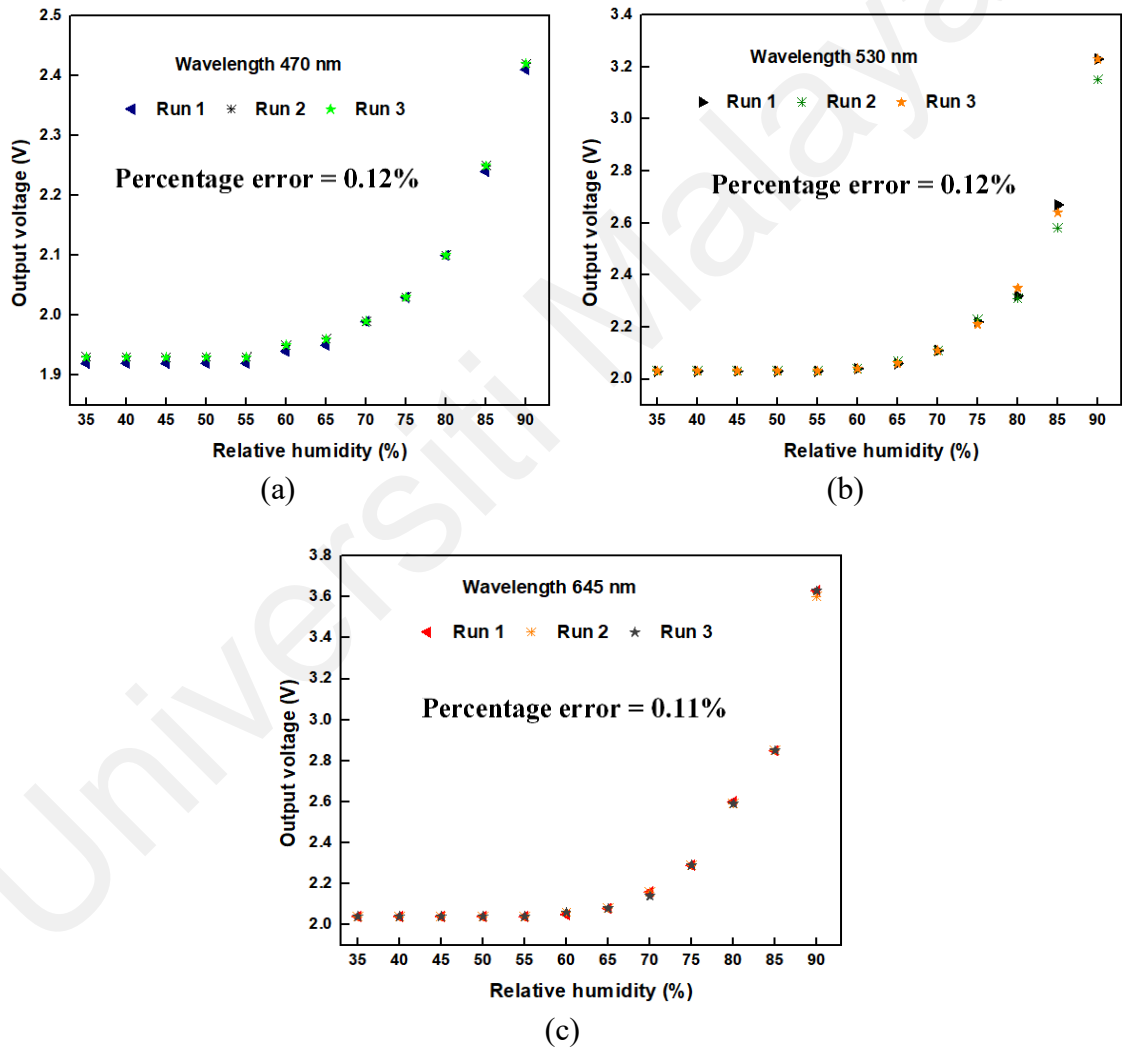 2.5
2.4
2.3
2.2
2.1
2.0
1.9
Output voltage (V)
Wavelength 470 nm
Run 1 Run 2 Run 3
Percentage error = 0.12%
35 40 45 50 55 60 65 70 75 80 85 90
Relative humidity (%)
(a)
3.4
3.2
3.0
2.8
2.6
2.4
2.2
2.0
Output voltage (V)
Wavelength 530 nm
Run 1 Run 2 Run 3
Percentage error = 0.12%
35 40 45 50 55 60 65 70 75 80 85 90
Relative humidity (%)
(b)
3.8
3.6
3.4
3.2
3.0
2.8
2.6
2.4
2.2
2.0
Output voltage (V)
Wavelength 645 nm
Run 1 Run 2 Run 3
Percentage error = 0.11%
35 40 45 50 55 60 65 70 75 80 85 90
Relative humidity (%)
(c)
Universiti Malaya